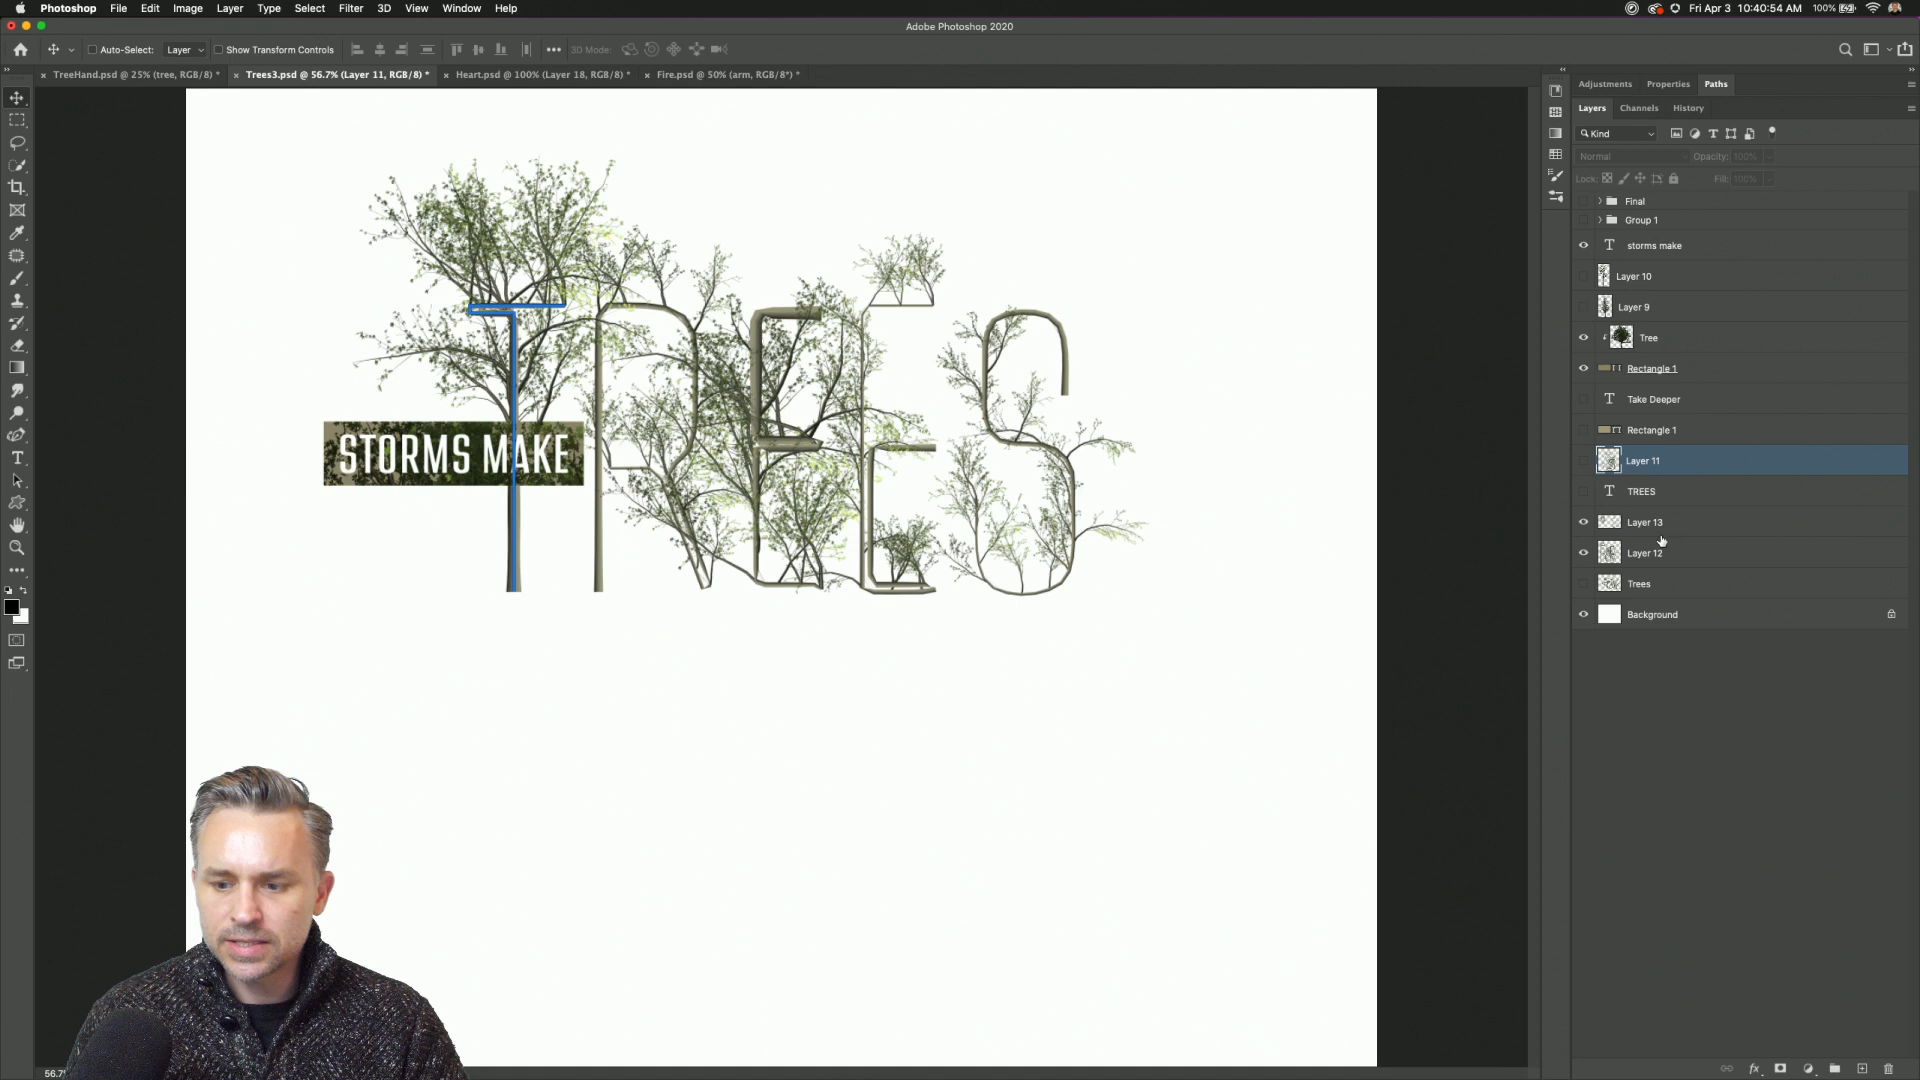 Photoshop File Edit Image Layer Type Select Filter 3D View Window Help
100% Fri Apr 3 10:40:54 AM
Adobe Photoshop 2020
Auto-Select: Layer Show Transform Controls 3D Mode:
TreeHand.psd @ 25% (tree, RGB/8) * Trees3.psd @ 56.7% (Layer 11, RGB/8) * Heart.psd @ 100% (Layer 18, RGB/8) * Fire.psd @ 50% (arm, RGB/8*) *
Adjustments Properties Paths
Layers Channels History
Kind
Normal Opacity: 100%
Lock: Fill: 100%
Final
Group 1
storms make
Layer 10
Layer 9
Tree
Rectangle 1
Take Deeper
Rectangle 1
Layer 11
TREES
Layer 13
Layer 12
Trees
Background
TREES
STORMS MAKE
56.7